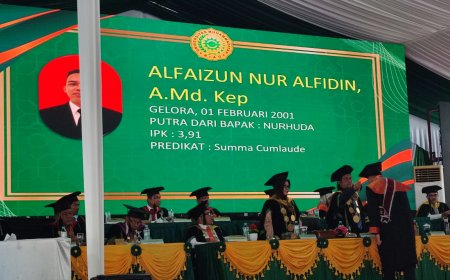 ALFAIZUN NUR ALFIDIN,
A.Md. Kep
GELORA, 01 FEBRUARI 2001
PUTRA DARI BAPAK : NURHUDA
IPK : 3,91
PREDIKAT : Summa Cumlaude